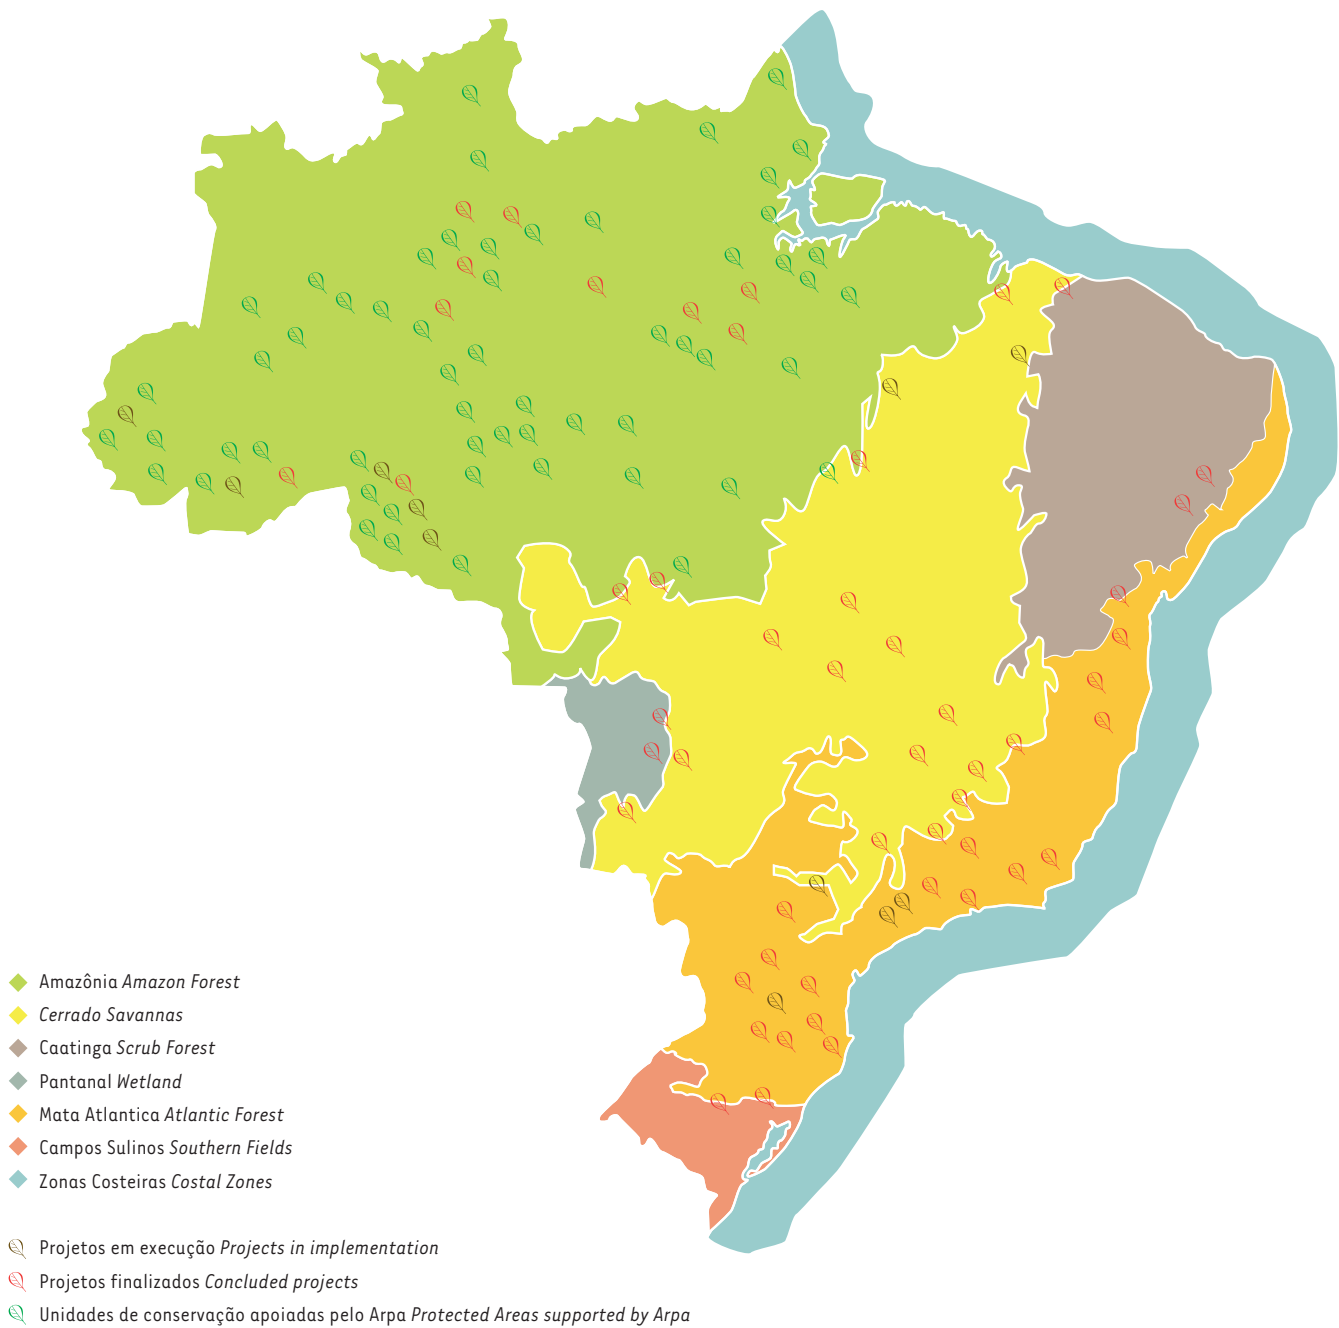 Amazônia Amazon Forest
Cerrado Savannas
Caatinga Scrub Forest
Pantanal Wetland
Mata Atlantica Atlantic Forest
Campos Sulinos Southern Fields
Zonas Costeiras Costal Zones
Projetos em execução Projects in implementation
Projetos finalizados Concluded projects
Unidades de conservação apoiadas pelo Arpa Protected Areas supported by Arpa